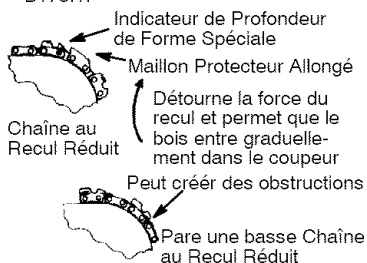 Indicateur de Profondeur
de Forme Spéciale
Maillon Protecteur Allongé
Détourne la force du
recul et permet que le
bois entre graduelle-
ment dans le coupeur
Chaîne au
Recul Réduit
Peut créér des obstructions
Pare une basse Chaîne
au Recul Réduit